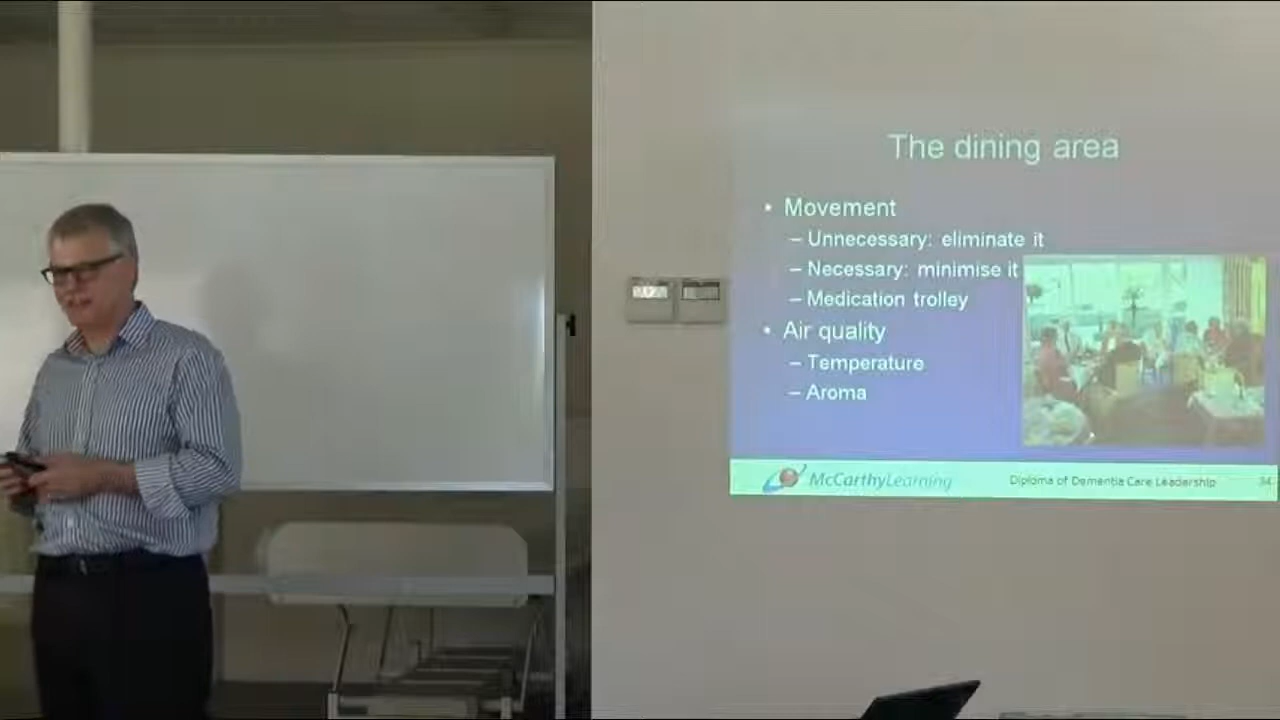 The dining area
• Movement
– Unnecessary: eliminate it
– Necessary: minimise it
– Medication trolley
• Air quality
– Temperature
– Aroma
McCarthyLearning
Diploma of Dementia Care Leadership
34